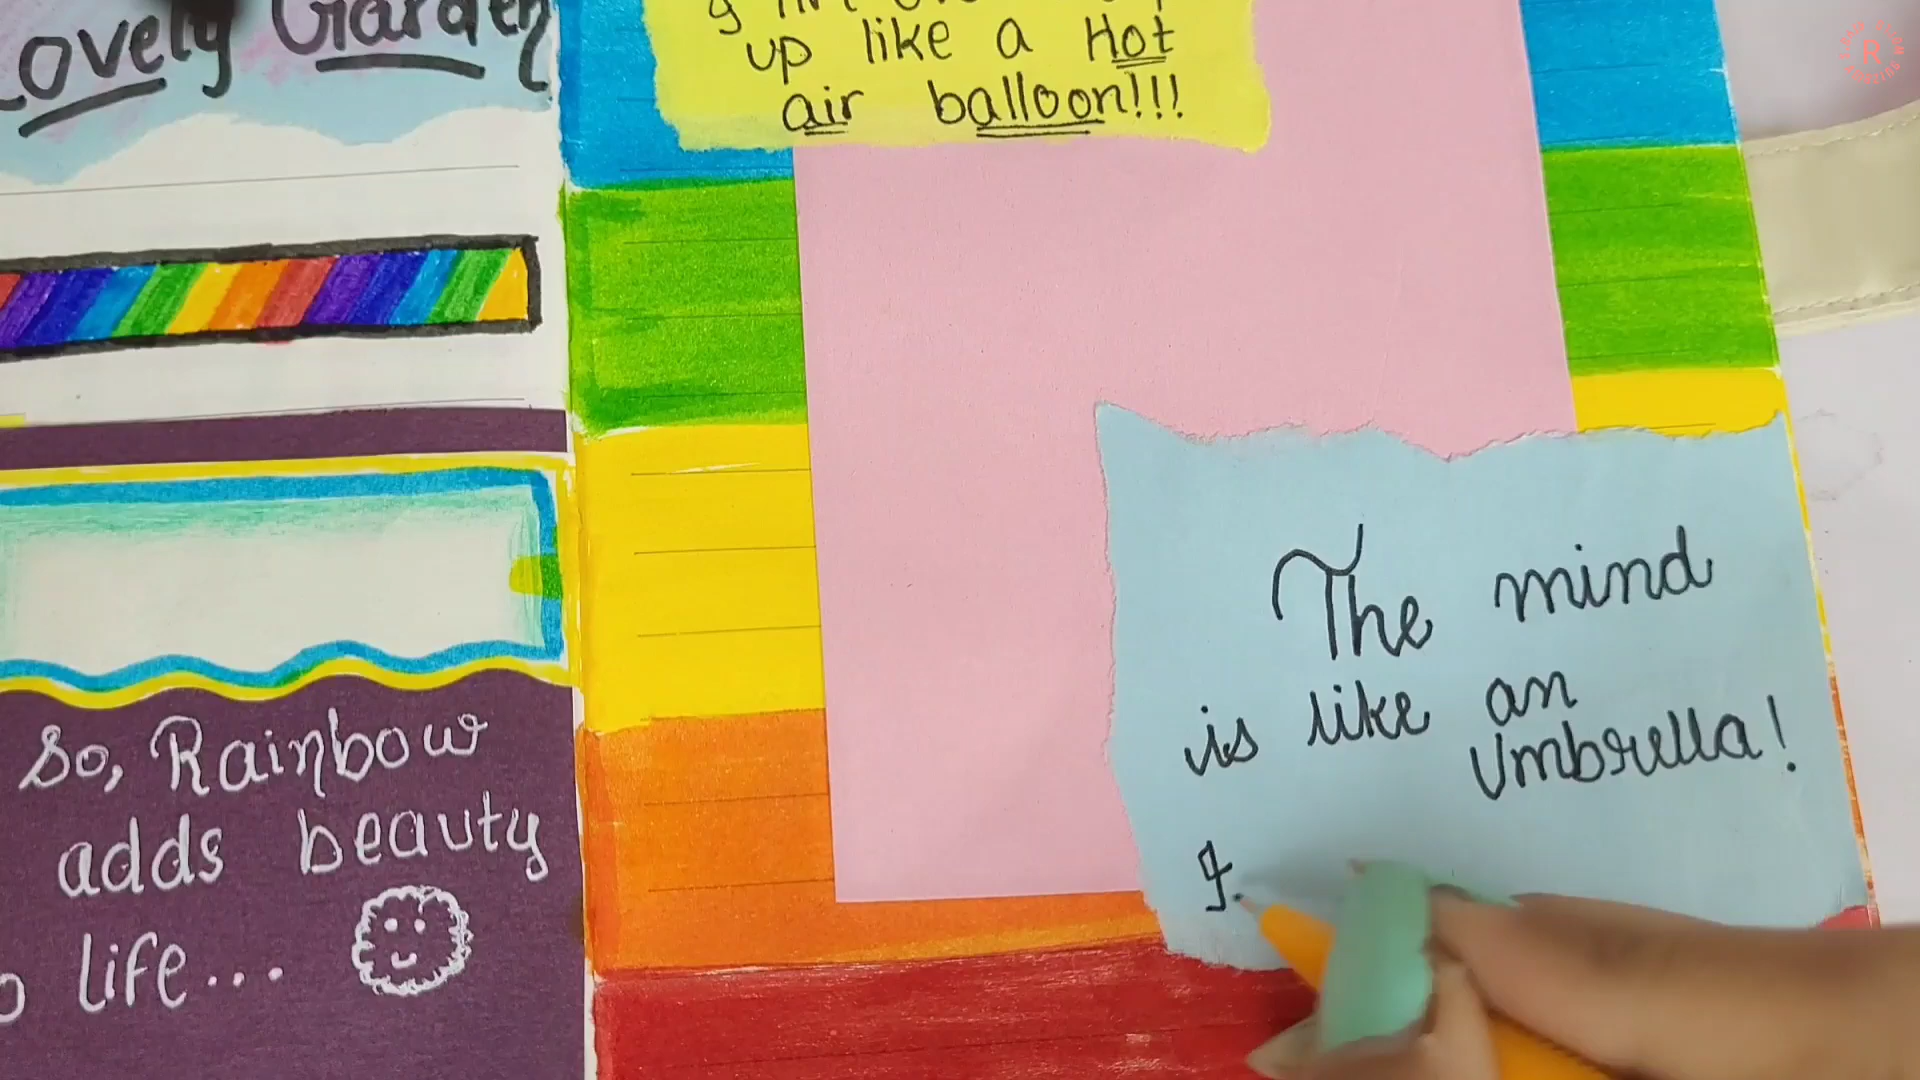 Lovely Garden
up like a Hot
air balloon!!!
The mind
is like an
Umbrella!
So, Rainbow
adds beauty
life...
R